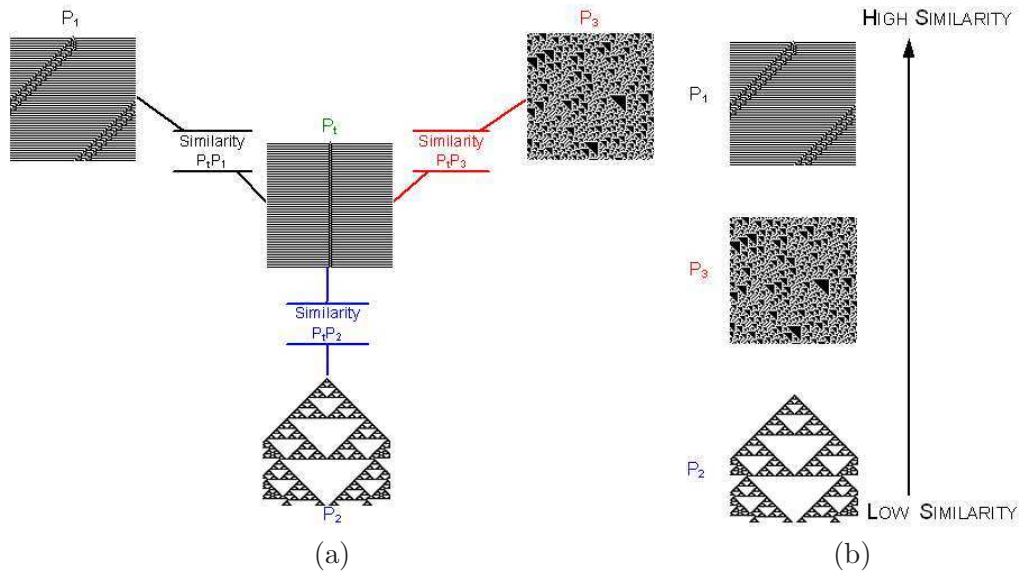 P1
P3
Similarity
PtP1
Pt
Similarity
PtP3
Similarity
PtP2
P2
(a)
HIGH SIMILARITY
P1
P3
P2
LOW SIMILARITY
(b)